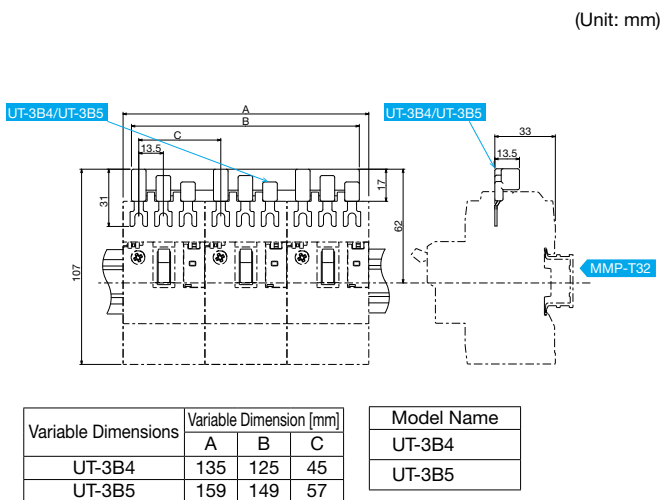 (Unit: mm)
UT-3B4/UT-3B5
A
B
C
13.5
31
17
62
107
UT-3B4/UT-3B5
33
13.5
MMP-T32
Variable Dimensions Variable Dimension [mm]
A B C
UT-3B4 135 125 45
UT-3B5 159 149 57
Model Name
UT-3B4
UT-3B5